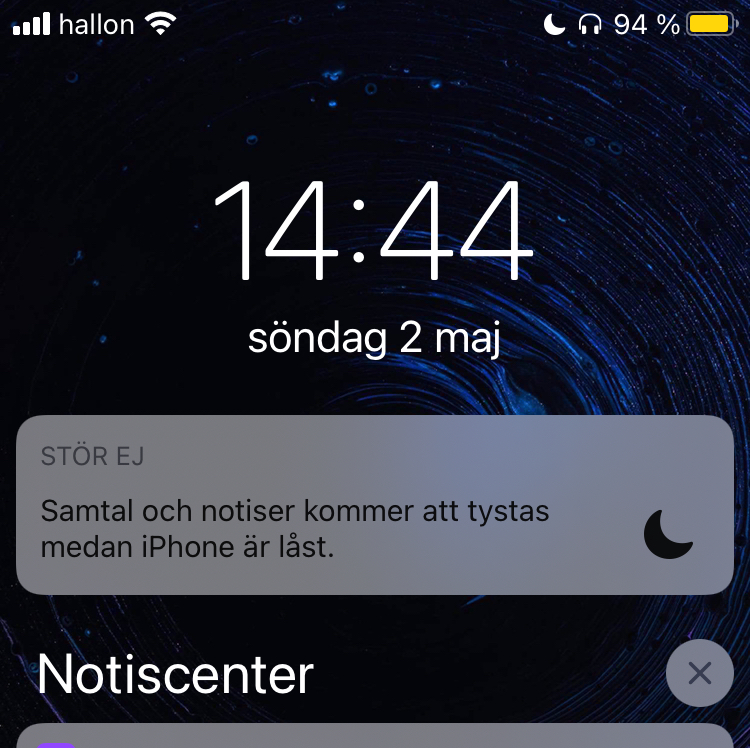 hallon 94 %
14:44
söndag 2 maj
STÖR EJ
Samtal och notiser kommer att tystas
medan iPhone är låst.
Notiscenter